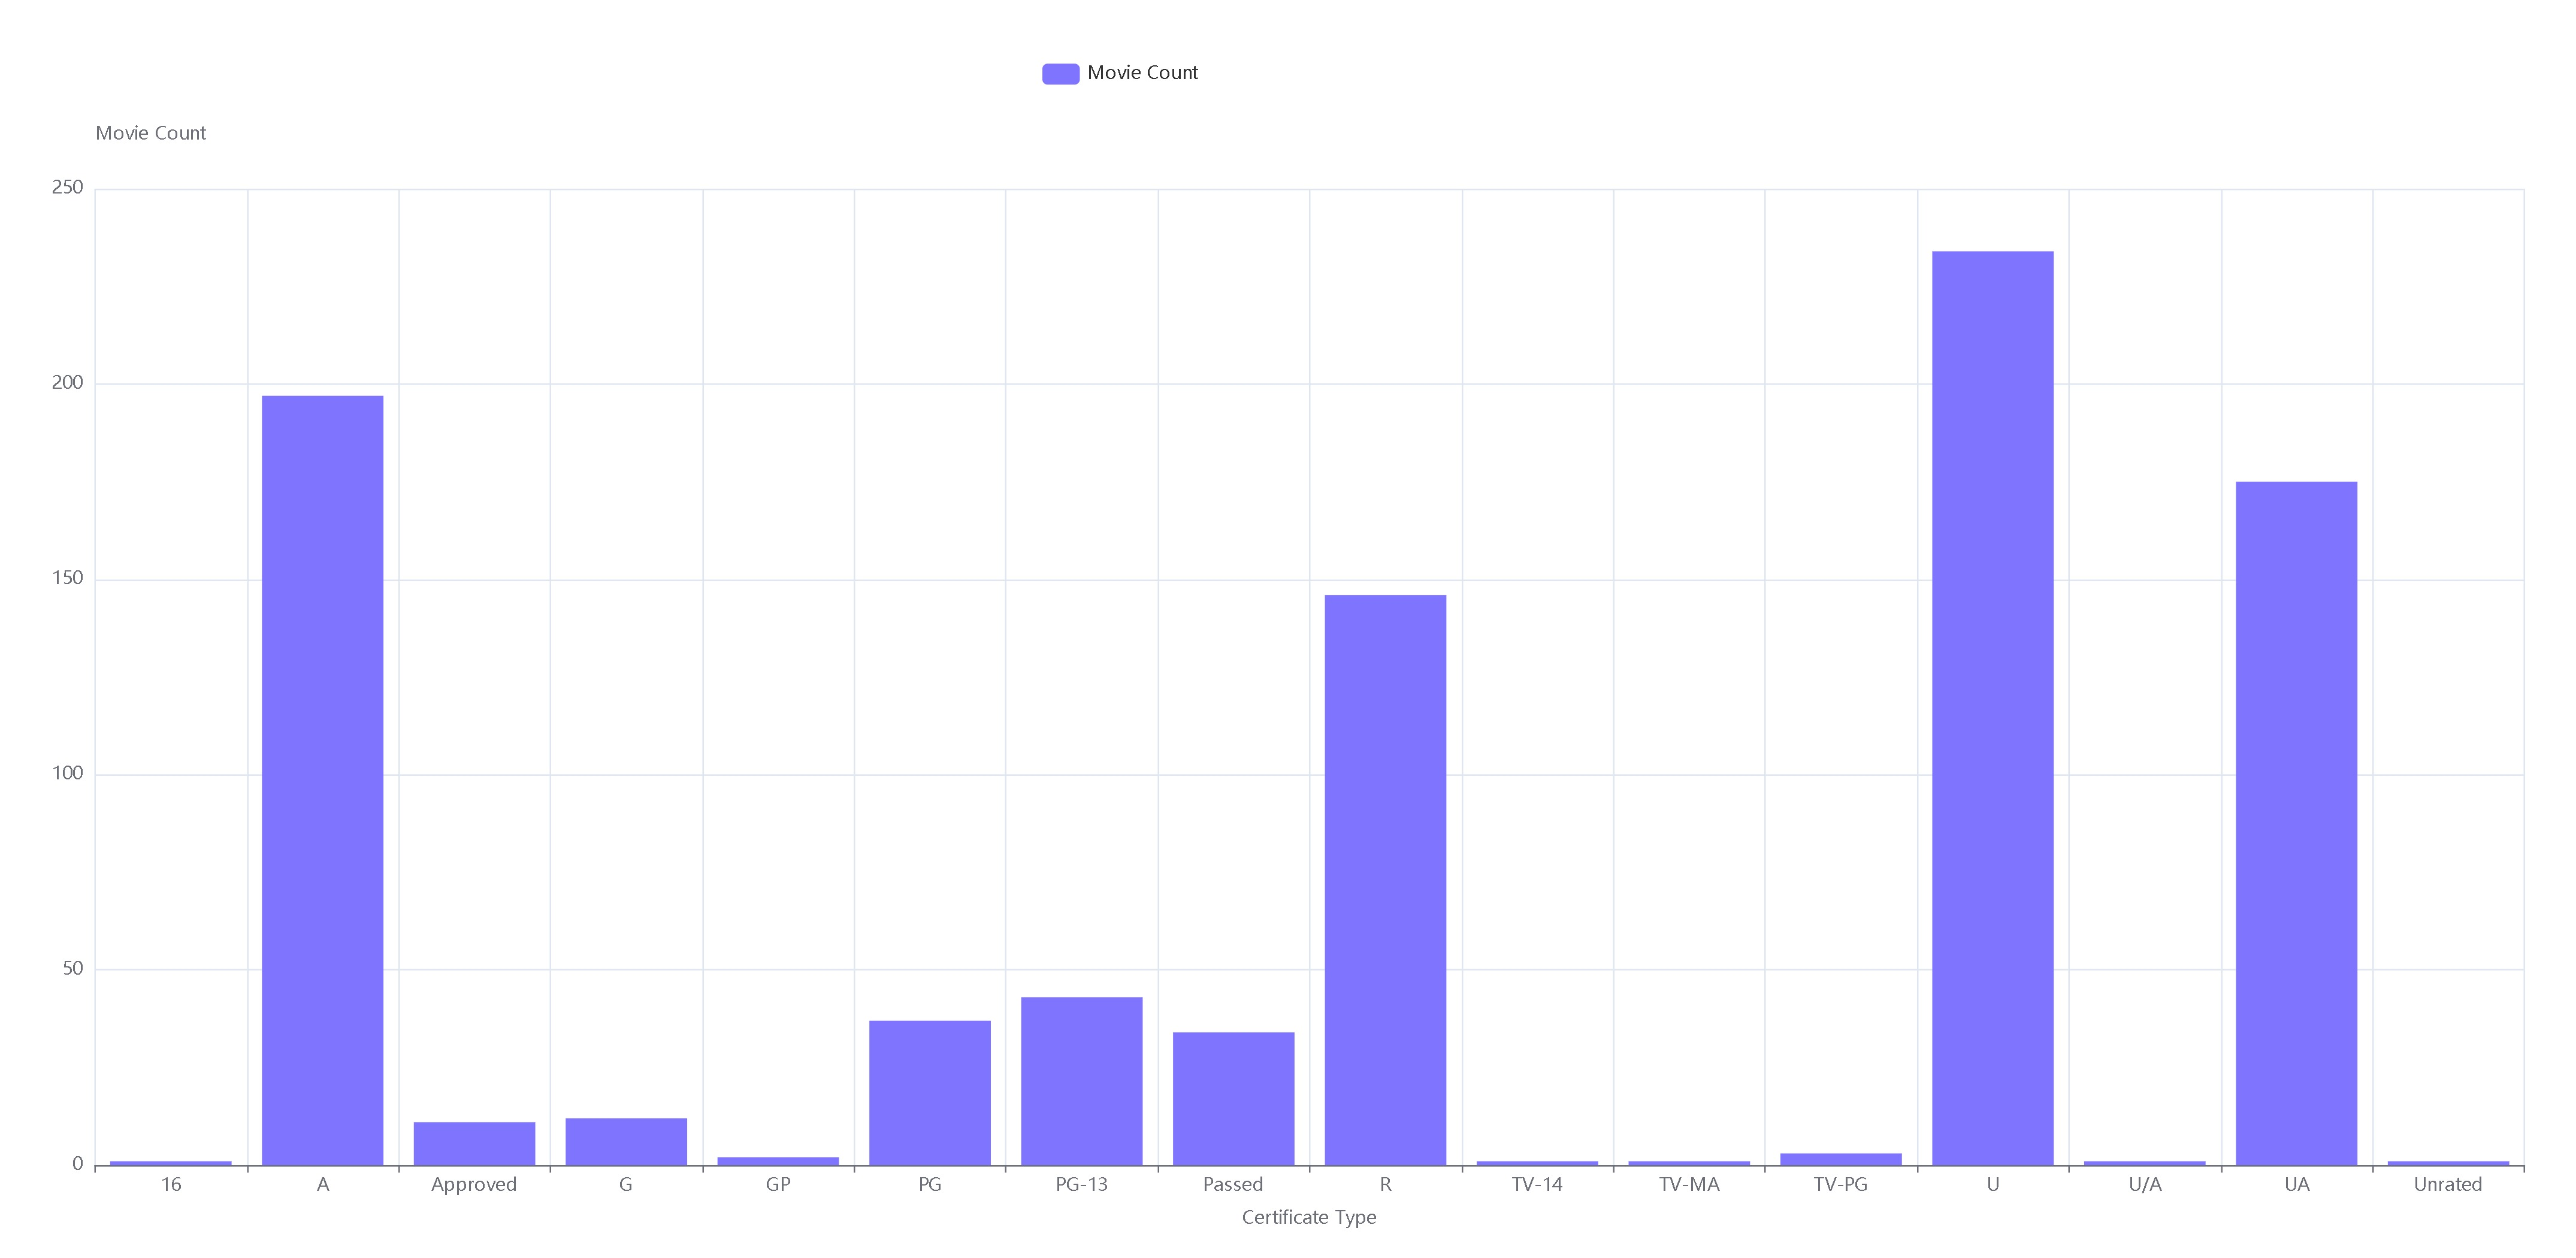 Movie Count
Movie Count
250
200
150
100
50
0
16 A Approved G GP PG PG-13 Passed R TV-14 TV-MA TV-PG U U/A UA Unrated
Certificate Type